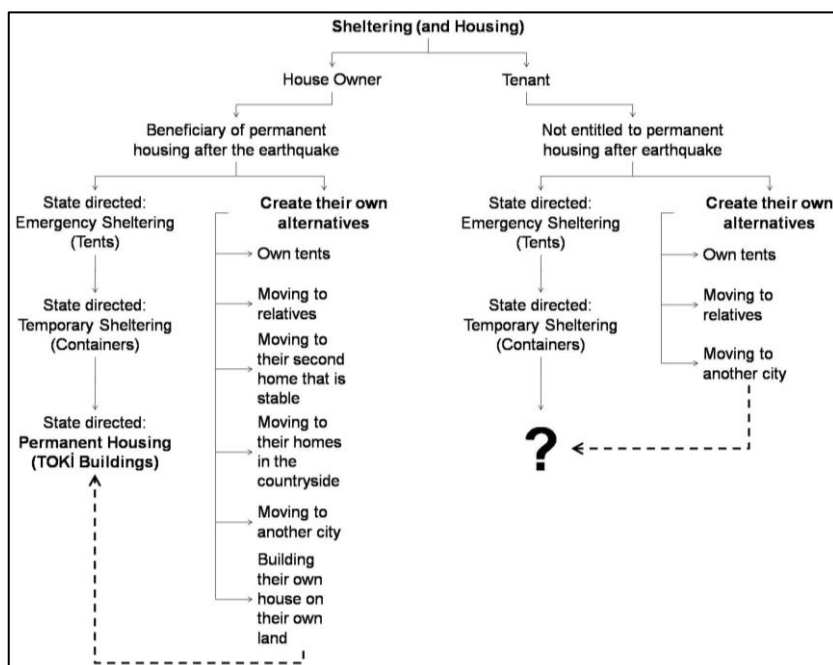 Sheltering (and Housing)
House Owner
Tenant
Beneficiary of permanent
housing after the earthquake
Not entitled to permanent
housing after earthquake
State directed:
Emergency Sheltering
(Tents)
State directed:
Temporary Sheltering
(Containers)
State directed:
Permanent Housing
(TOKİ Buildings)
Create their own
alternatives
Own tents
Moving to
relatives
Moving to
their second
home that is
stable
Moving to
their homes
in the
countryside
Moving to
another city
Building
their own
house on
their own
land
State directed:
Emergency Sheltering
(Tents)
State directed:
Temporary Sheltering
(Containers)
?
Create their own
alternatives
Own tents
Moving to
relatives
Moving to
another city